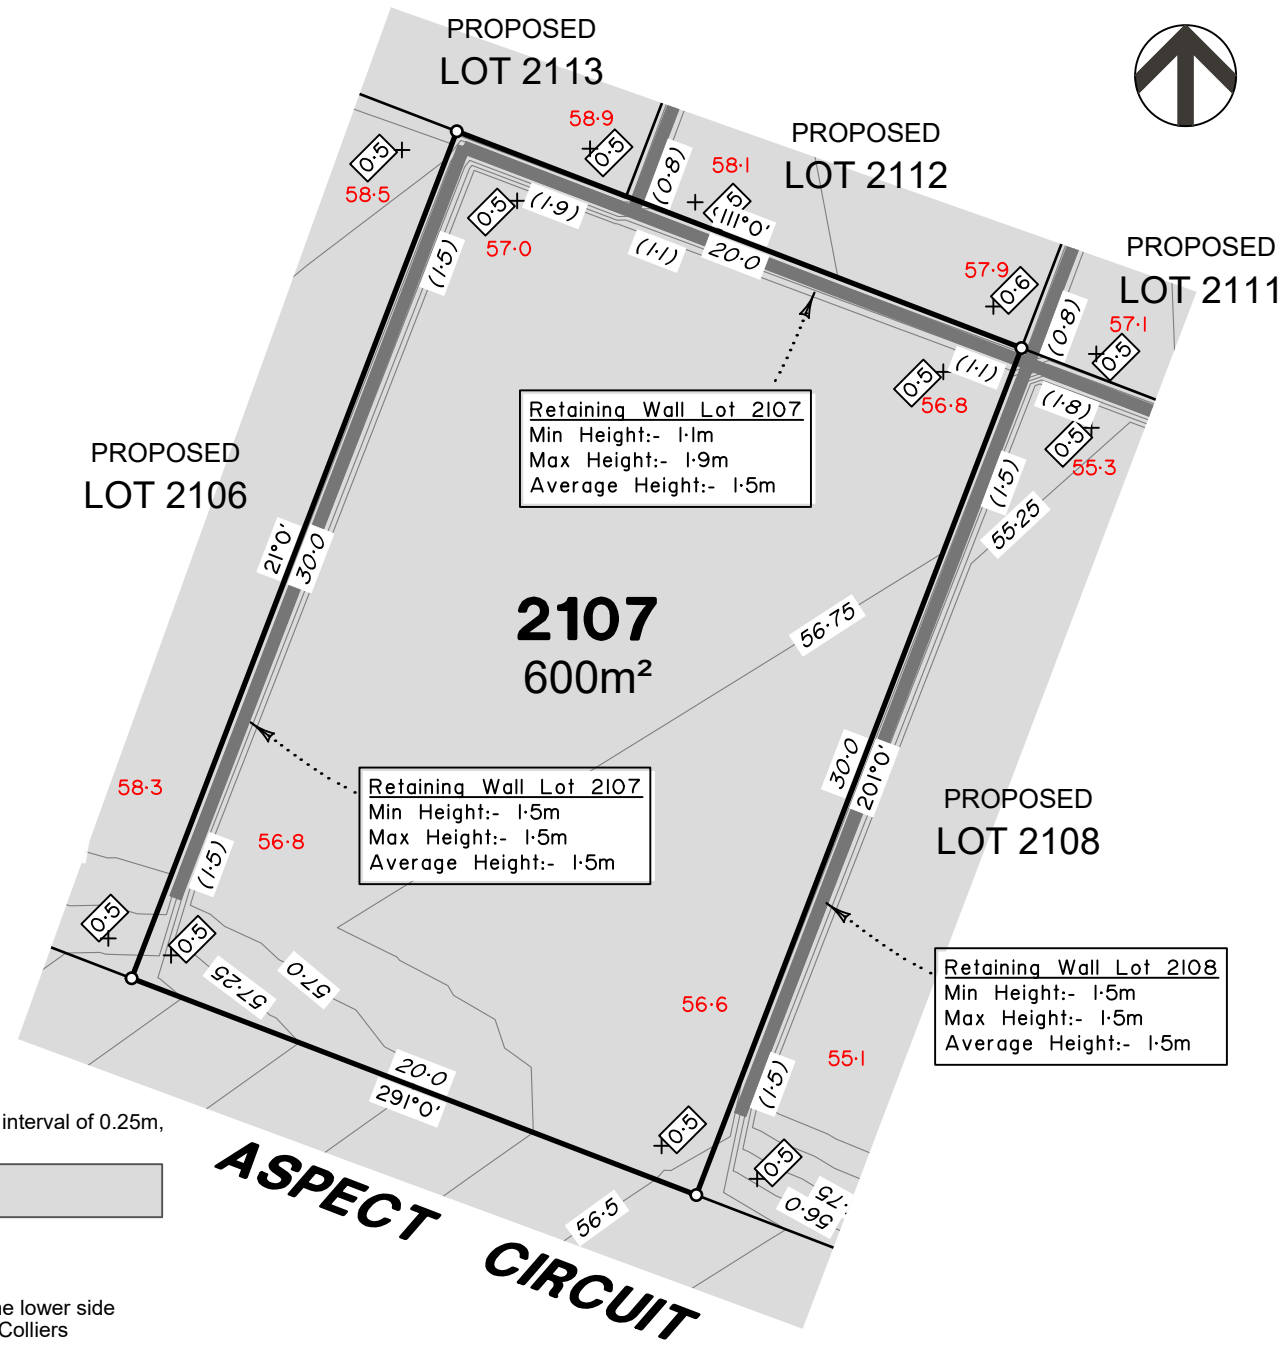 PROPOSED
LOT 2113
58·9
0·5
0·5
58·5
(0·8)
58·1
PROPOSED
LOT 2112
111°0'
20·0
0·5
(1·9)
57·0
(1·5)
(1·1)
57·9
0·6
PROPOSED
LOT 2111
57·1
0·5
(0·8)
(1·1)
0·5
56·8
(1·8)
0·5
55·3
(1·5)
55·25
Retaining Wall Lot 2107
Min Height:- 1·1m
Max Height:- 1·9m
Average Height:- 1·5m
PROPOSED
LOT 2106
21°0'
30·0
2107
600m²
56·75
30·0
201°0'
58·3
56·8
(1·5)
Retaining Wall Lot 2107
Min Height:- 1·5m
Max Height:- 1·5m
Average Height:- 1·5m
PROPOSED
LOT 2108
0·5
0·5
57·25
57·0
56·6
Retaining Wall Lot 2108
Min Height:- 1·5m
Max Height:- 1·5m
Average Height:- 1·5m
55·1
(1·5)
20·0
291°0'
0·5
0·5
56·0
·75
56·5
interval of 0.25m,
ASPECT CIRCUIT
lower side
Colliers